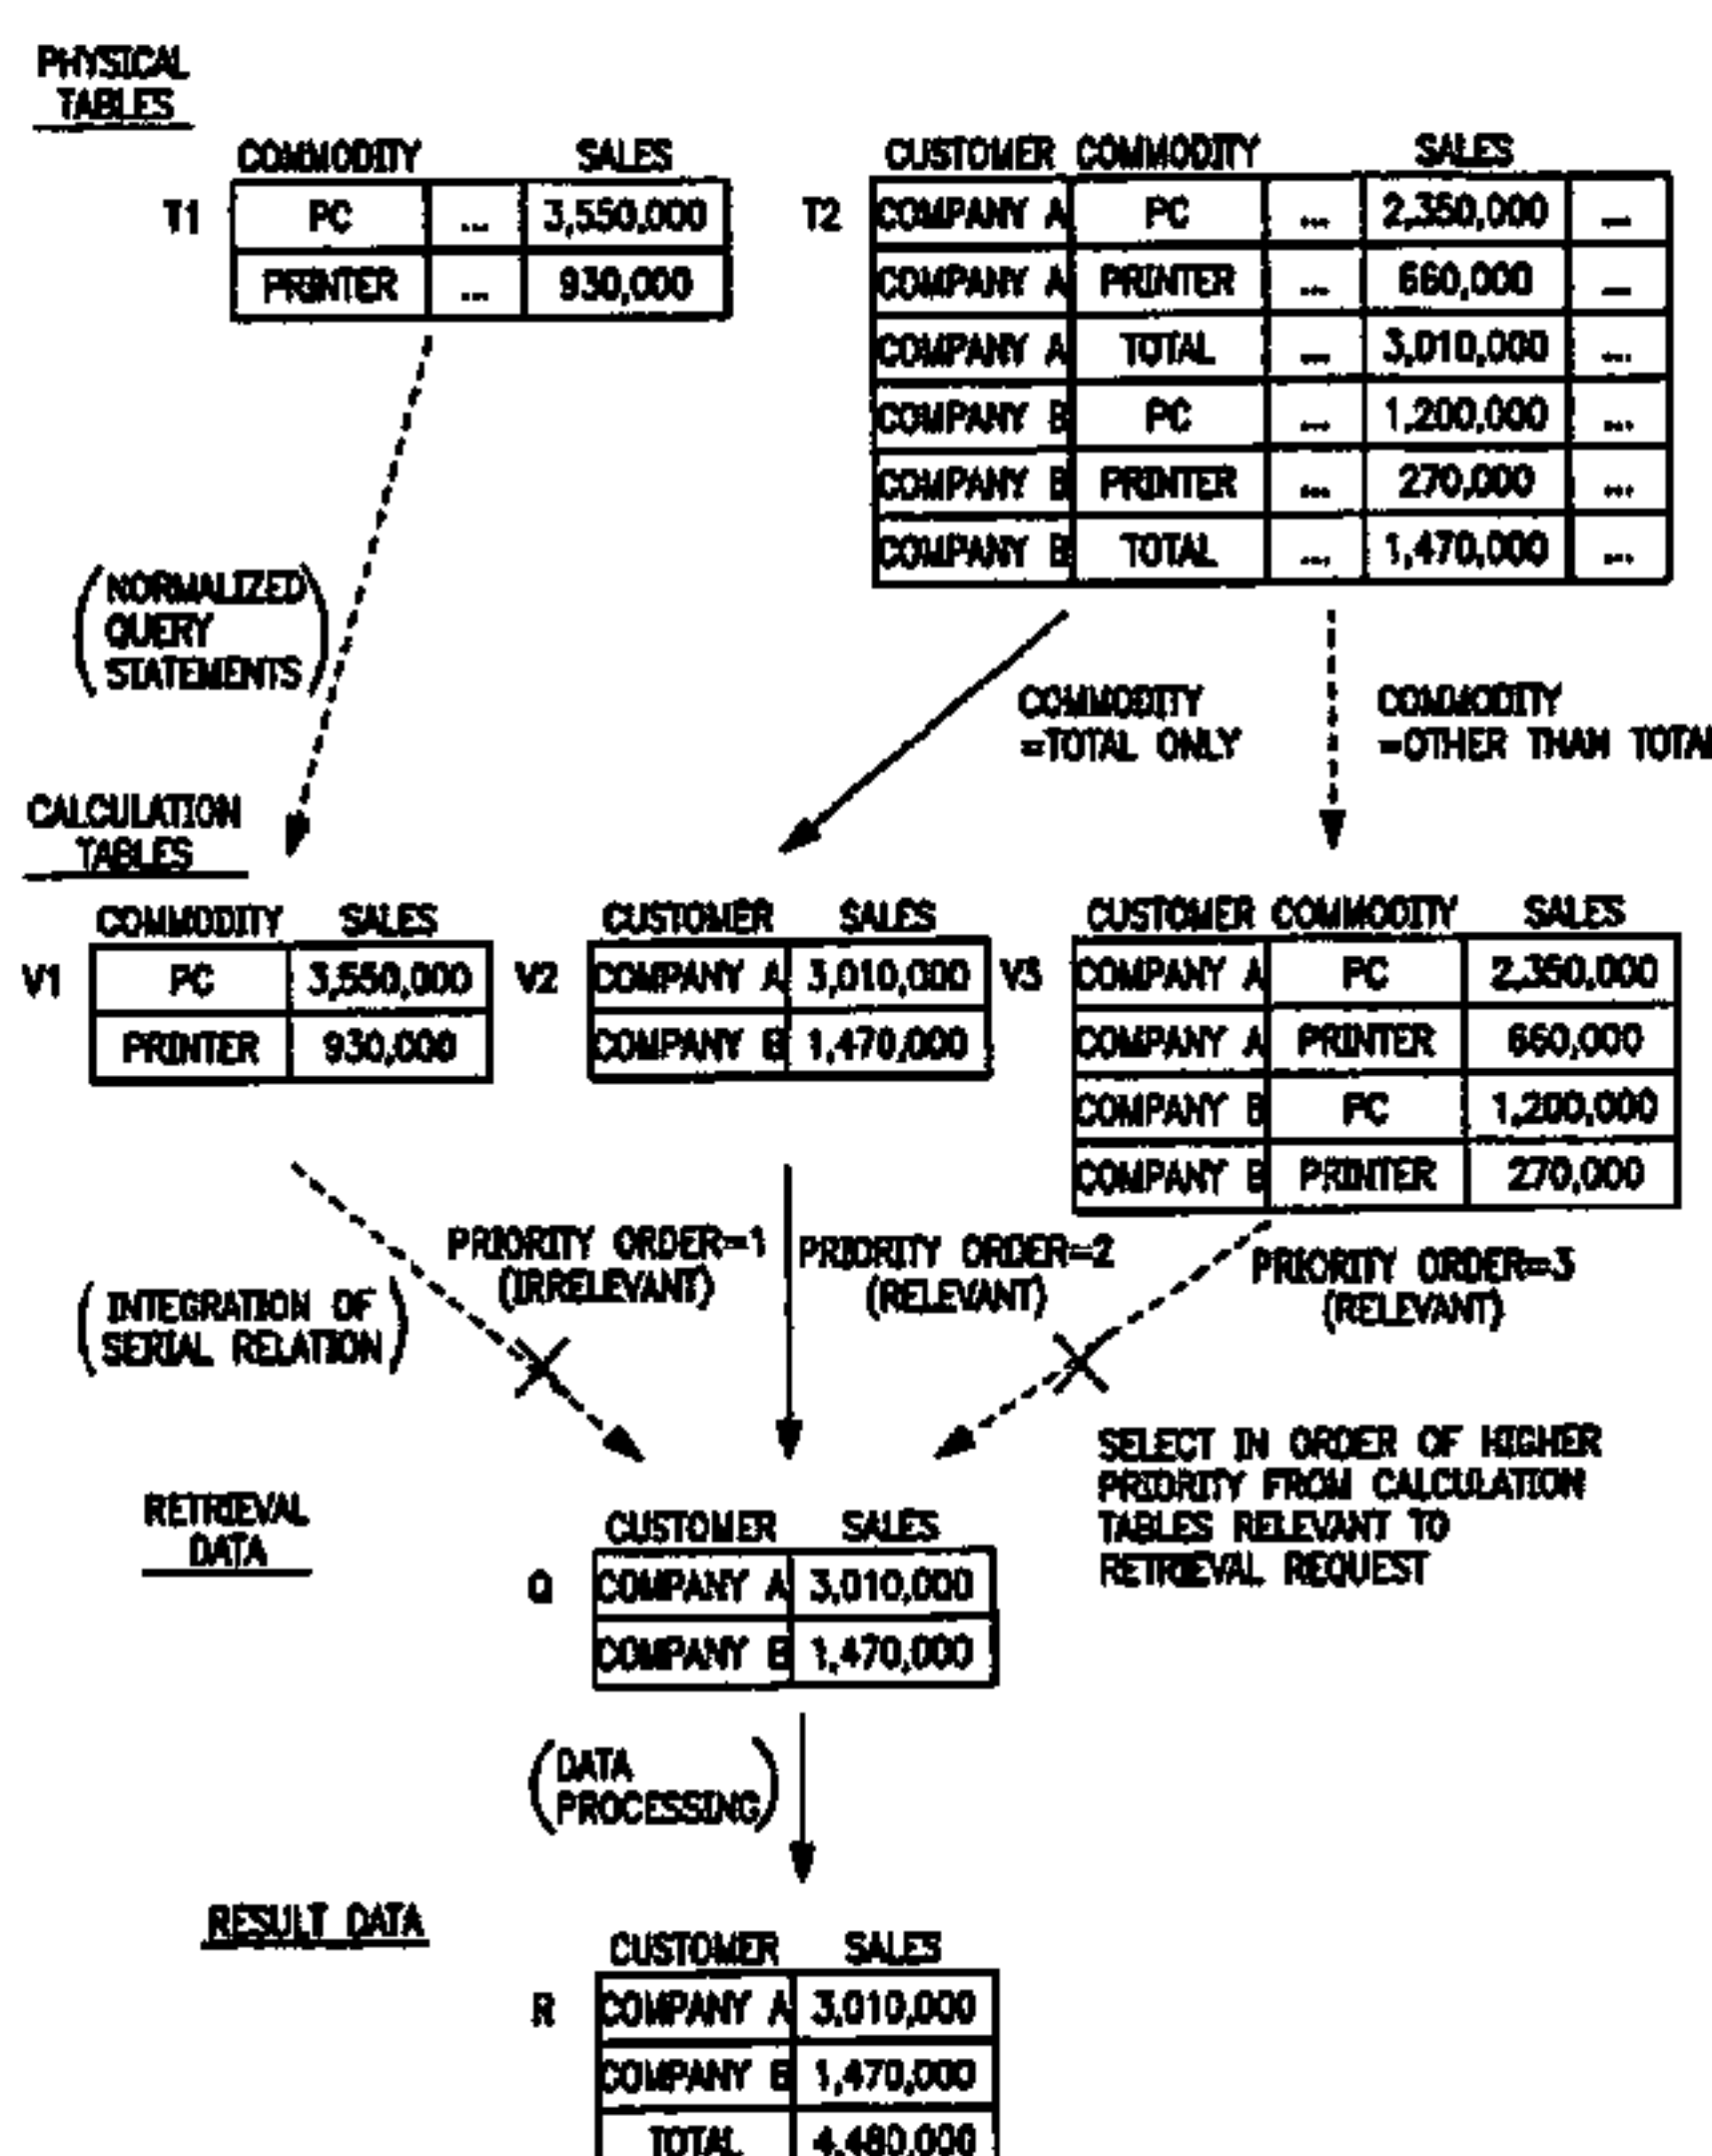 PHYSICAL
TABLES
COMMODITY SALES
T1 PC ... 3,550,000
PRINTER ... 930,000
CUSTOMER COMMODITY SALES
T2 COMPANY A PC ... 2,350,000 ...
COMPANY A PRINTER ... 660,000 ...
COMPANY A TOTAL ... 3,010,000 ...
COMPANY B PC ... 1,200,000 ...
COMPANY B PRINTER ... 270,000 ...
COMPANY B TOTAL ... 1,470,000 ...
(NORMALIZED
QUERY
STATEMENTS)
COMMODITY
=TOTAL ONLY
COMMODITY
=OTHER THAN TOTAL
CALCULATION
TABLES
COMMODITY SALES
V1 PC 3,550,000
PRINTER 930,000
CUSTOMER SALES
V2 COMPANY A 3,010,000
COMPANY B 1,470,000
CUSTOMER COMMODITY SALES
V3 COMPANY A PC 2,350,000
COMPANY A PRINTER 660,000
COMPANY B PC 1,200,000
COMPANY B PRINTER 270,000
PRIORITY ORDER=1
(IRRELEVANT)
PRIORITY ORDER=2
(RELEVANT)
PRIORITY ORDER=3
(RELEVANT)
(INTEGRATION OF
SERIAL RELATION)
SELECT IN ORDER OF HIGHER
PRIORITY FROM CALCULATION
TABLES RELEVANT TO
RETRIEVAL REQUEST
RETRIEVAL
DATA
CUSTOMER SALES
Q COMPANY A 3,010,000
COMPANY B 1,470,000
(DATA
PROCESSING)
RESULT DATA
CUSTOMER SALES
R COMPANY A 3,010,000
COMPANY B 1,470,000
TOTAL 4,480,000